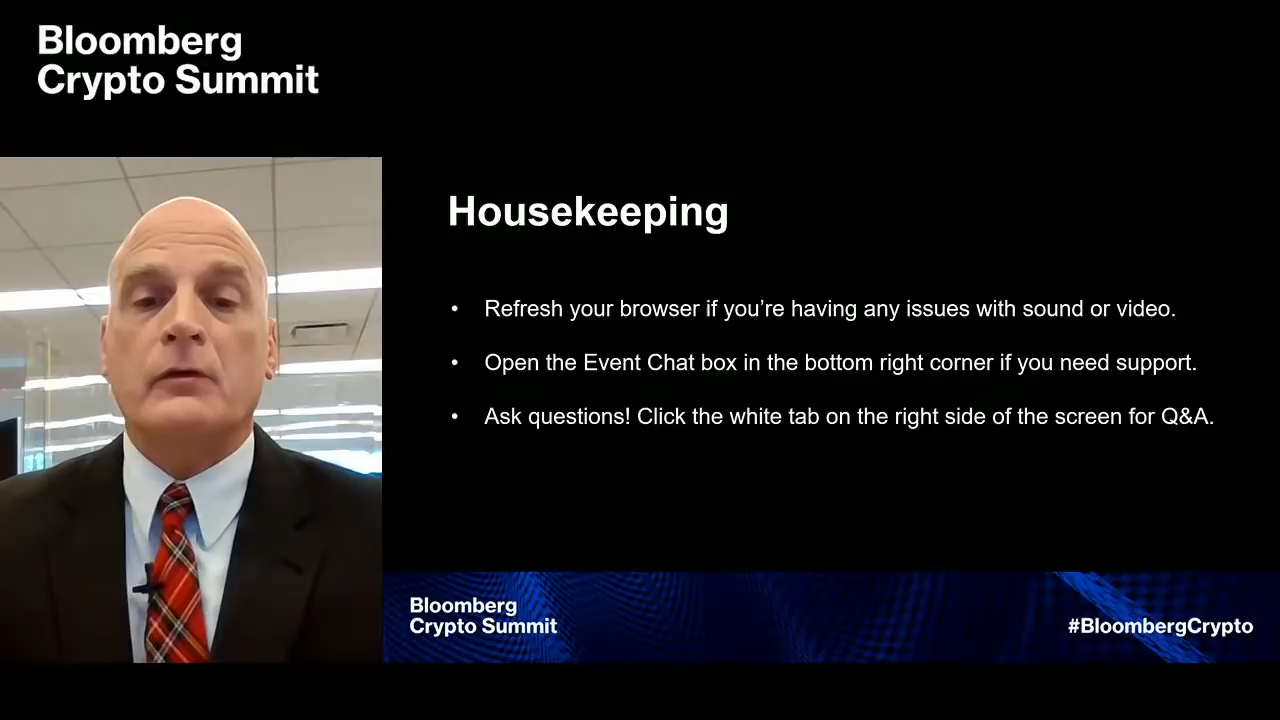 Bloomberg
Crypto Summit
Housekeeping
• Refresh your browser if you’re having any issues with sound or video.
• Open the Event Chat box in the bottom right corner if you need support.
• Ask questions! Click the white tab on the right side of the screen for Q&A.
Bloomberg
Crypto Summit
#BloombergCrypto